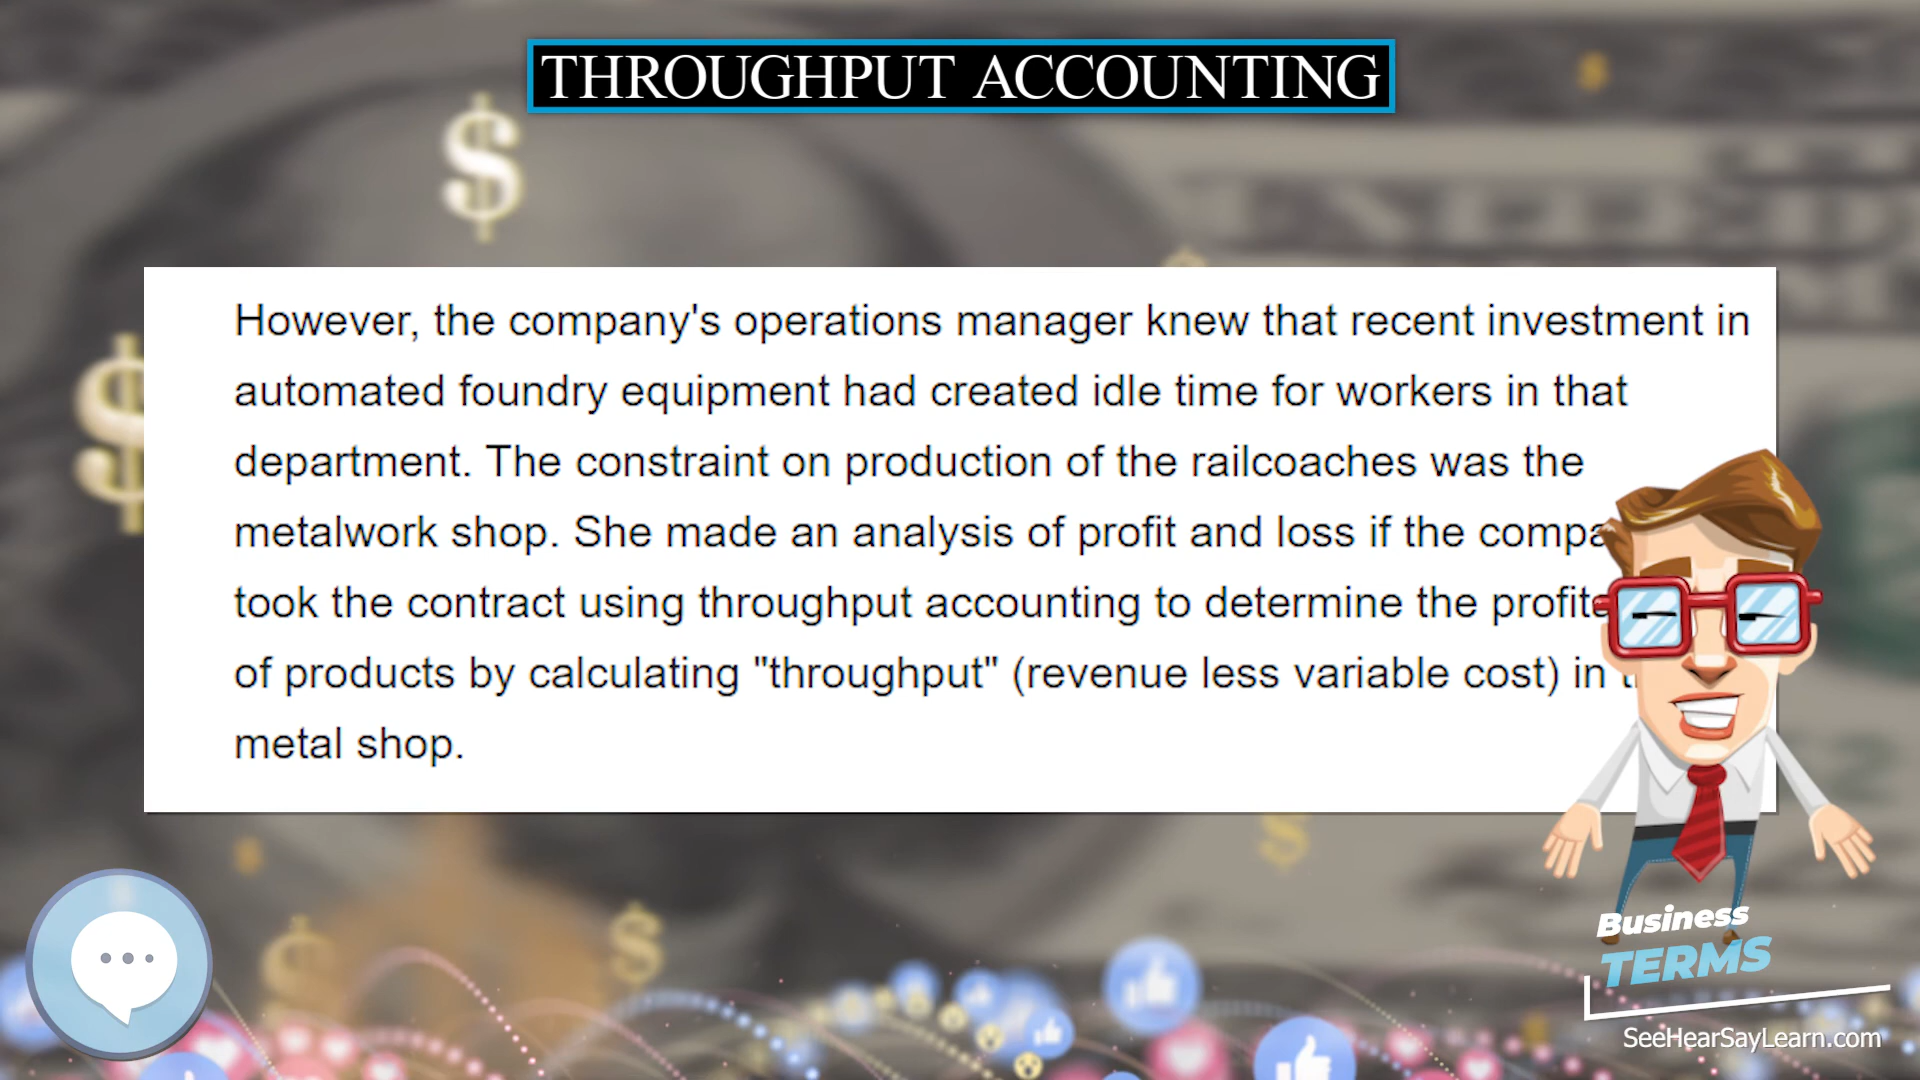 THROUGHPUT ACCOUNTING
However, the company's operations manager knew that recent investment in
automated foundry equipment had created idle time for workers in that
department. The constraint on production of the railcoaches was the
metalwork shop. She made an analysis of profit and loss if the compa
took the contract using throughput accounting to determine the profita
of products by calculating "throughput" (revenue less variable cost) in
metal shop.
Business
TERMS
SeeHearSayLearn.com